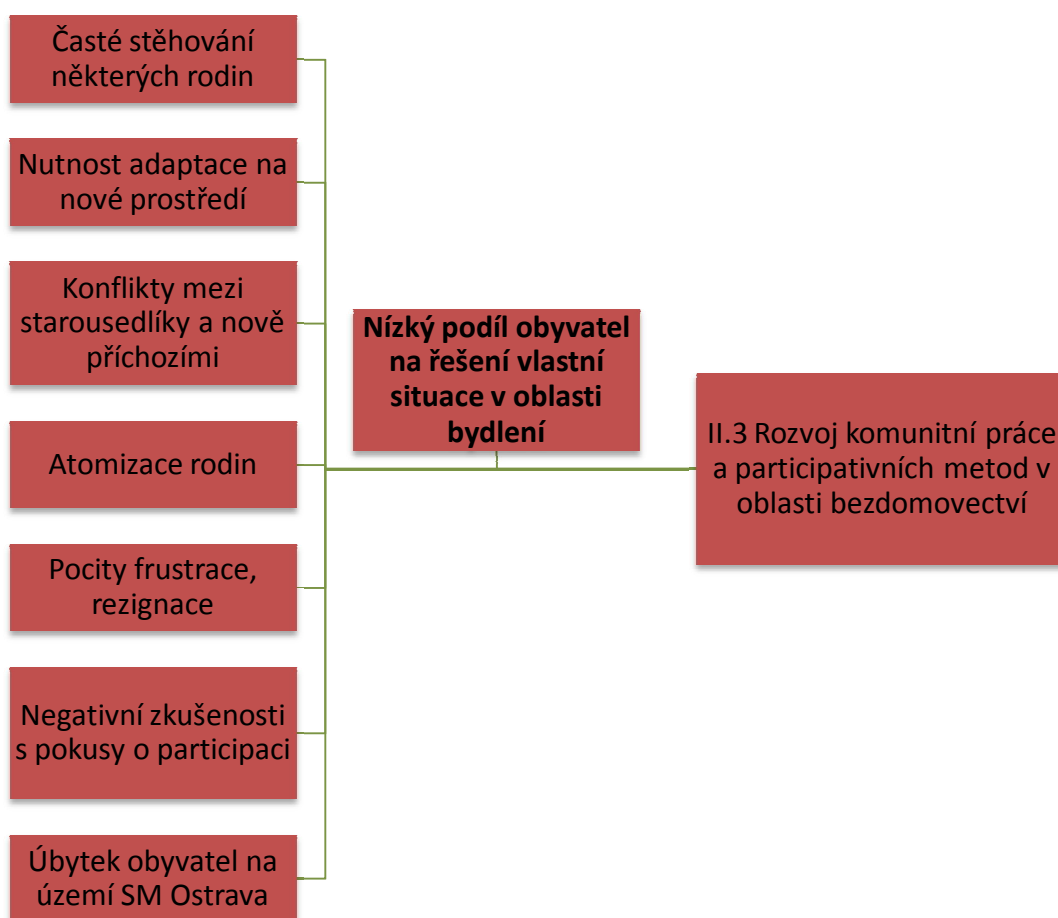 Časté stěhování
některých rodin
Nutnost adaptace na
nové prostředí
Konflikty mezi
starousedlíky a nově
příchozími
Atomizace rodin
Pocity frustrace,
rezignace
Negativní zkušenosti
s pokusy o participaci
Úbytek obyvatel na
území SM Ostrava
Nízký podíl obyvatel
na řešení vlastní
situace v oblasti
bydlení
II.3 Rozvoj komunitní práce
a participativních metod v
oblasti bezdomovectví